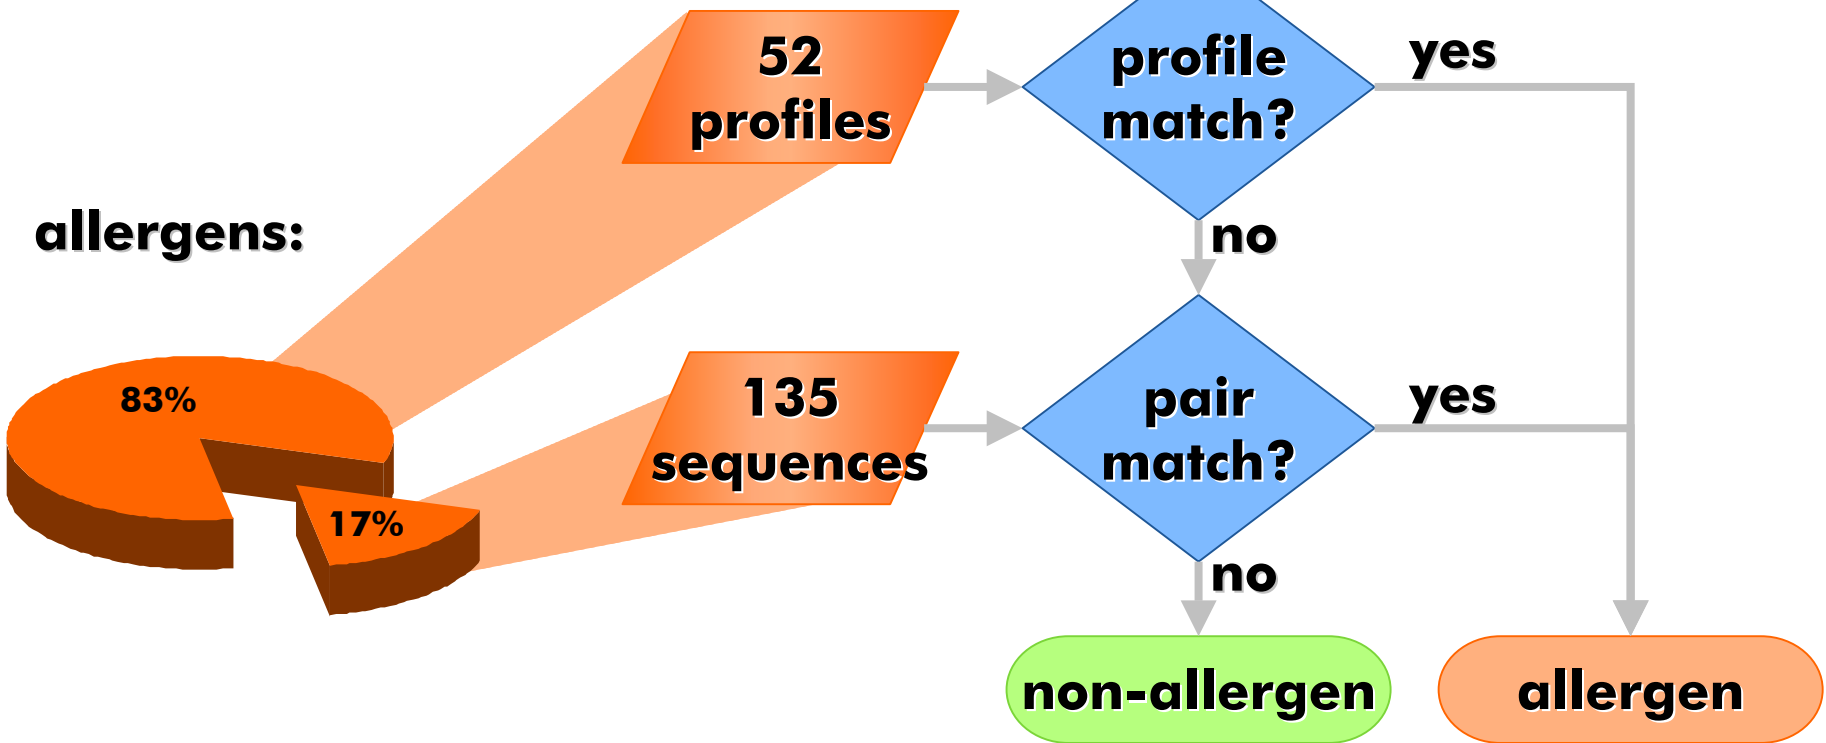 52
profiles
profile
match?
yes
allergens:
no
83%
135
sequences
pair
match?
yes
17%
no
non-allergen
allergen